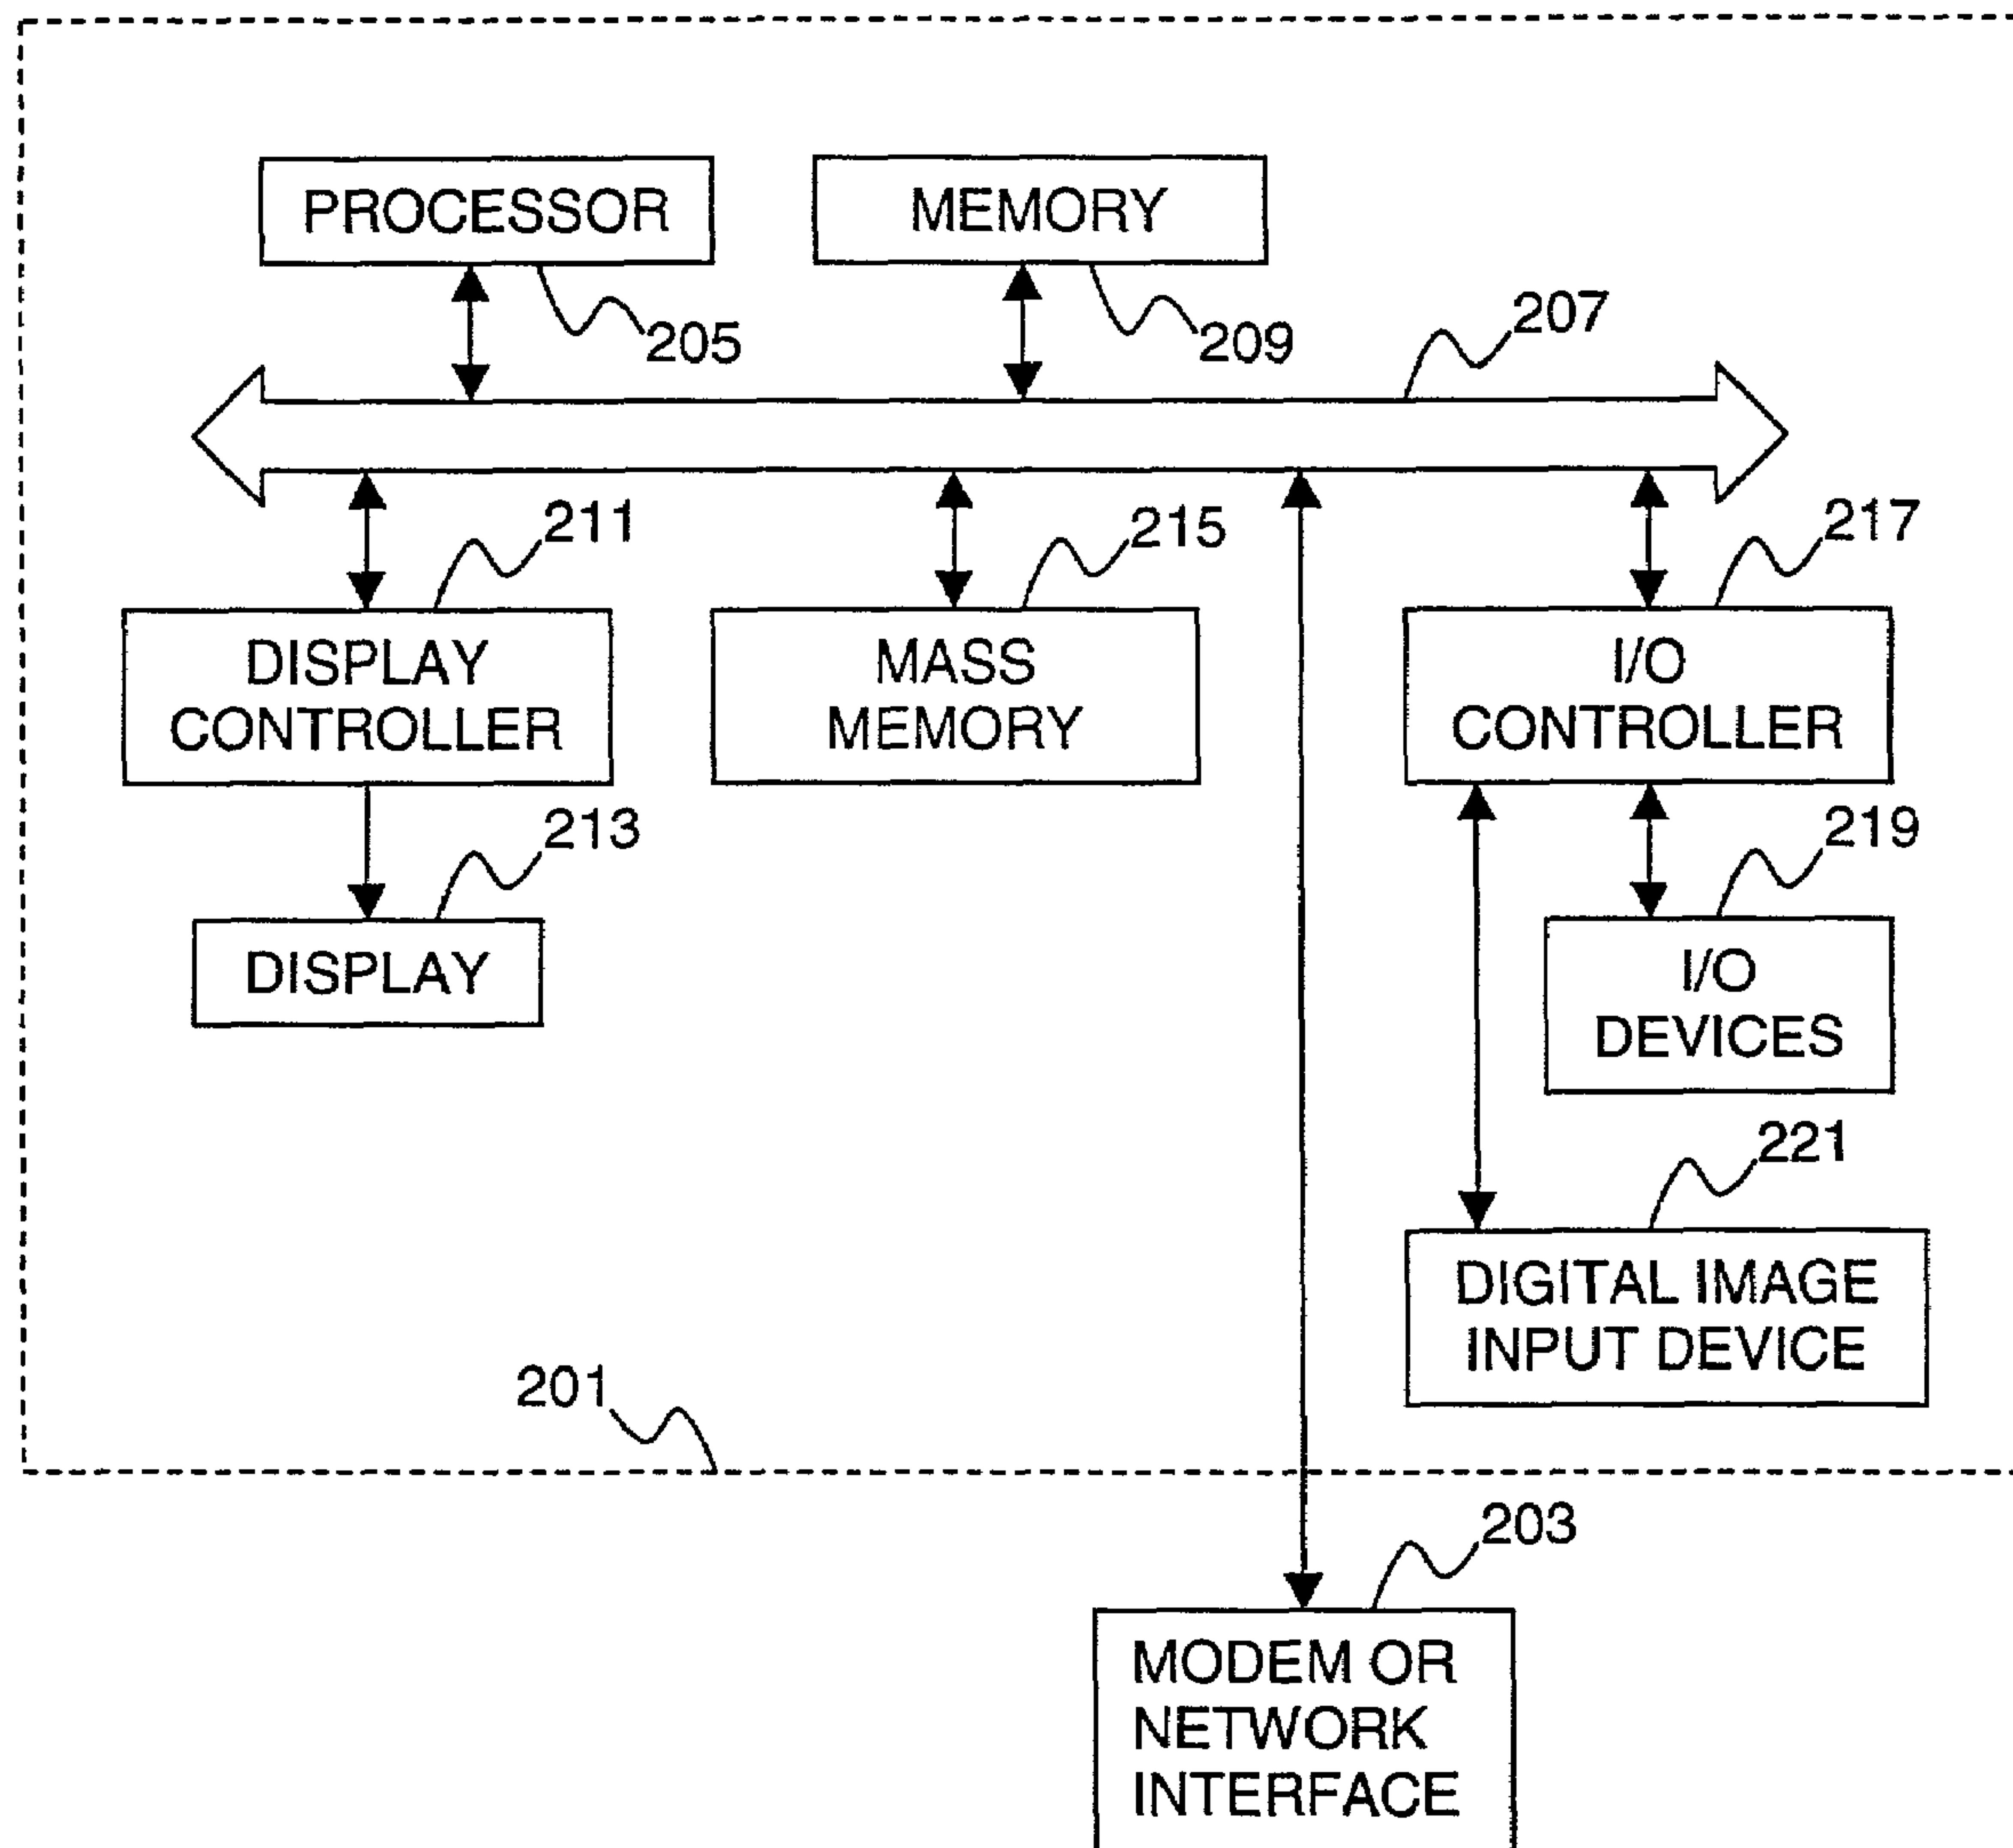 PROCESSOR
MEMORY
205
209
207
211
215
217
DISPLAY
CONTROLLER
MASS
MEMORY
I/O
CONTROLLER
213
219
DISPLAY
I/O
DEVICES
221
DIGITAL IMAGE
INPUT DEVICE
201
203
MODEM OR
NETWORK
INTERFACE